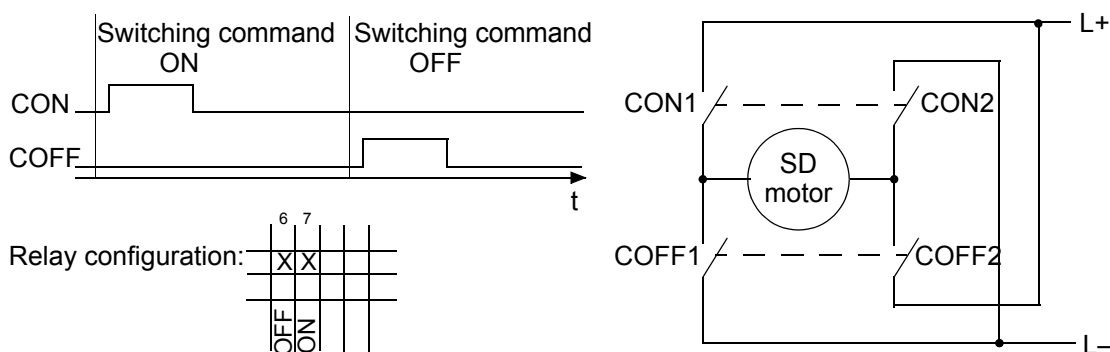 Switching command
ON
Switching command
OFF
CON
COFF
t
Relay configuration:
6 7
X X
OFF
ON
L+
CON1
CON2
SD
motor
COFF1
COFF2
L–